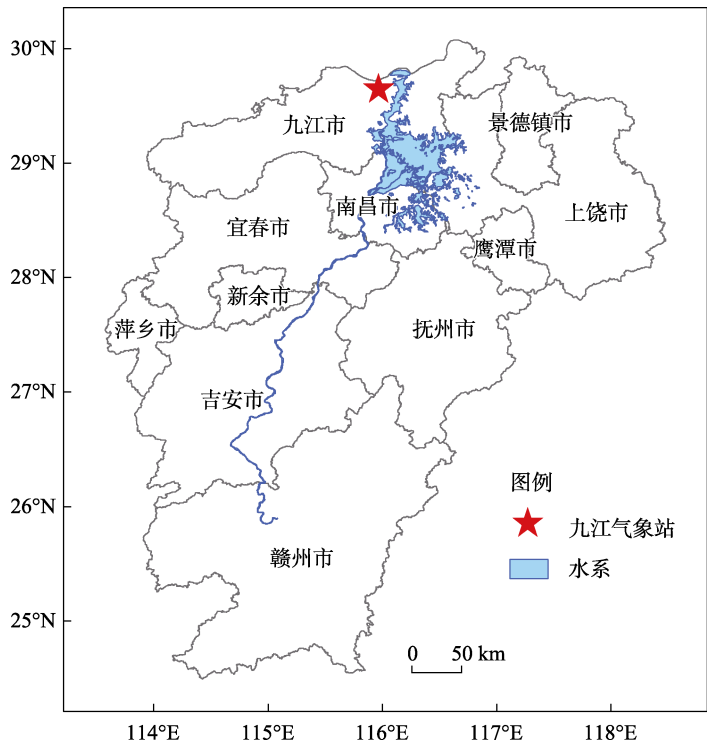 30°N
29°N
28°N
27°N
26°N
25°N
九江市
景德镇市
南昌市
上饶市
宜春市
鹰潭市
新余市
萍乡市
抚州市
吉安市
赣州市
图例
九江气象站
水系
0 50 km
114°E 115°E 116°E 117°E 118°E